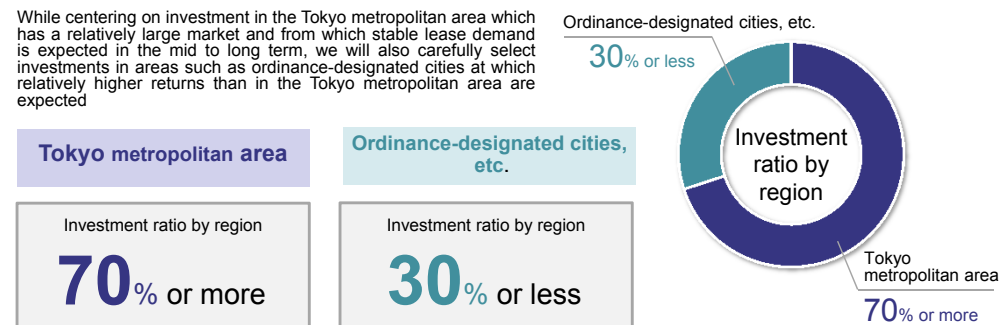 While centering on investment in the Tokyo metropolitan area which
has a relatively large market and from which stable lease demand
is expected in the mid to long term, we will also carefully select
investments in areas such as ordinance-designated cities at which
relatively higher returns than in the Tokyo metropolitan area are
expected
Tokyo metropolitan area
Investment ratio by region
70% or more
Ordinance-designated cities,
etc.
Investment ratio by region
30% or less
Ordinance-designated cities, etc.
30% or less
Investment
ratio by
region
Tokyo
metropolitan area
70% or more